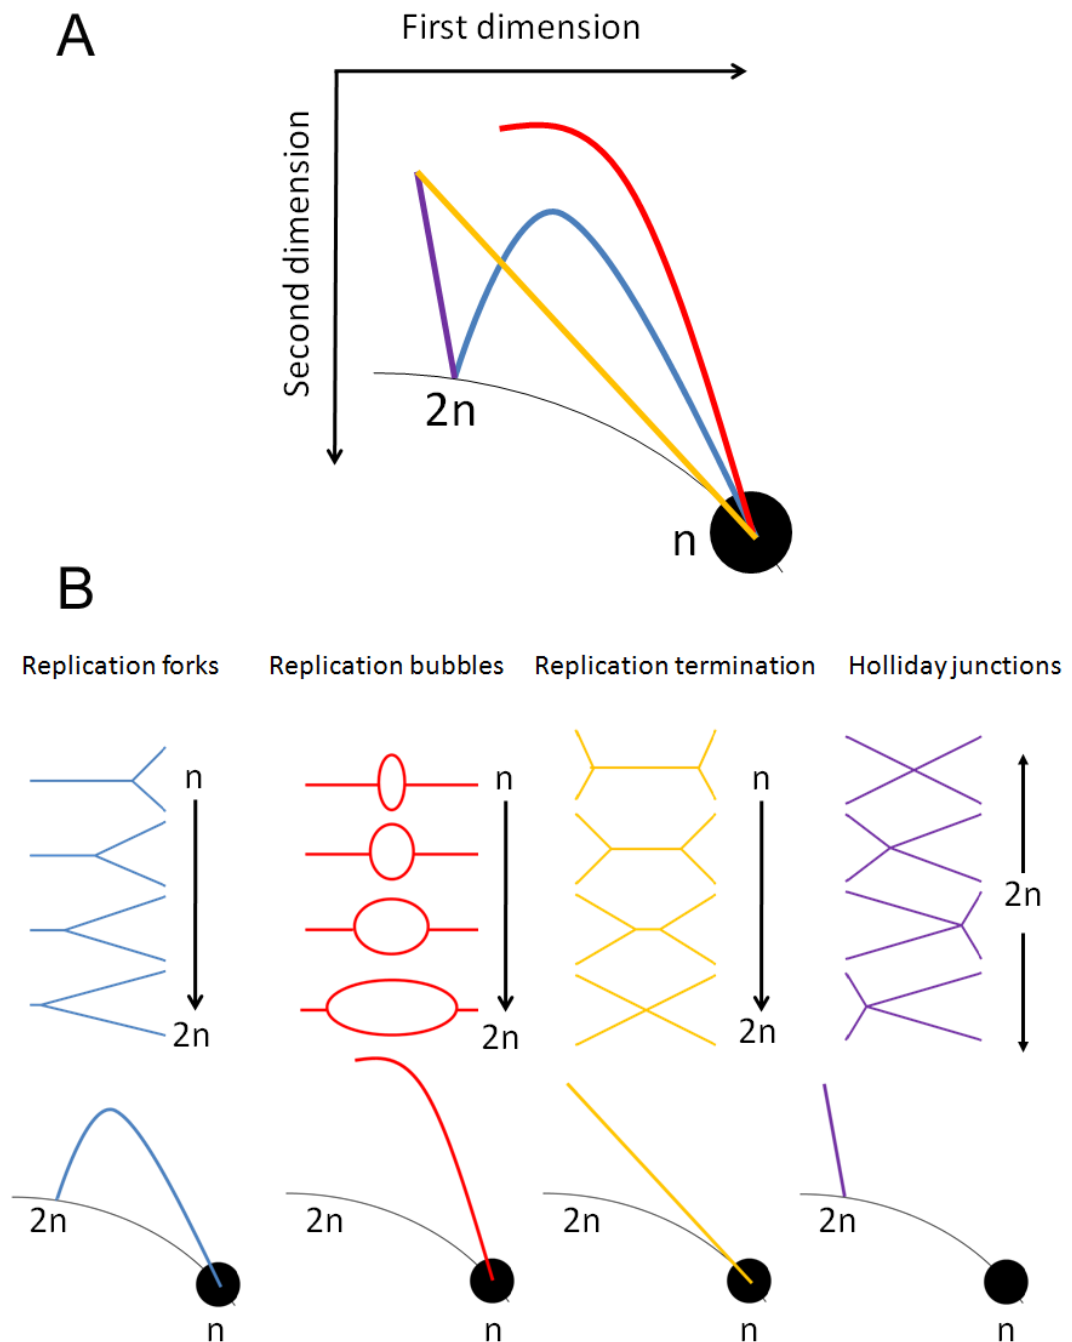 A
First dimension
Second dimension
2n
n
B
Replication forks
Replication bubbles
Replication termination
Holliday junctions
n
n
n
2n
2n
2n
2n
2n
2n
2n
2n
n
n
n
n